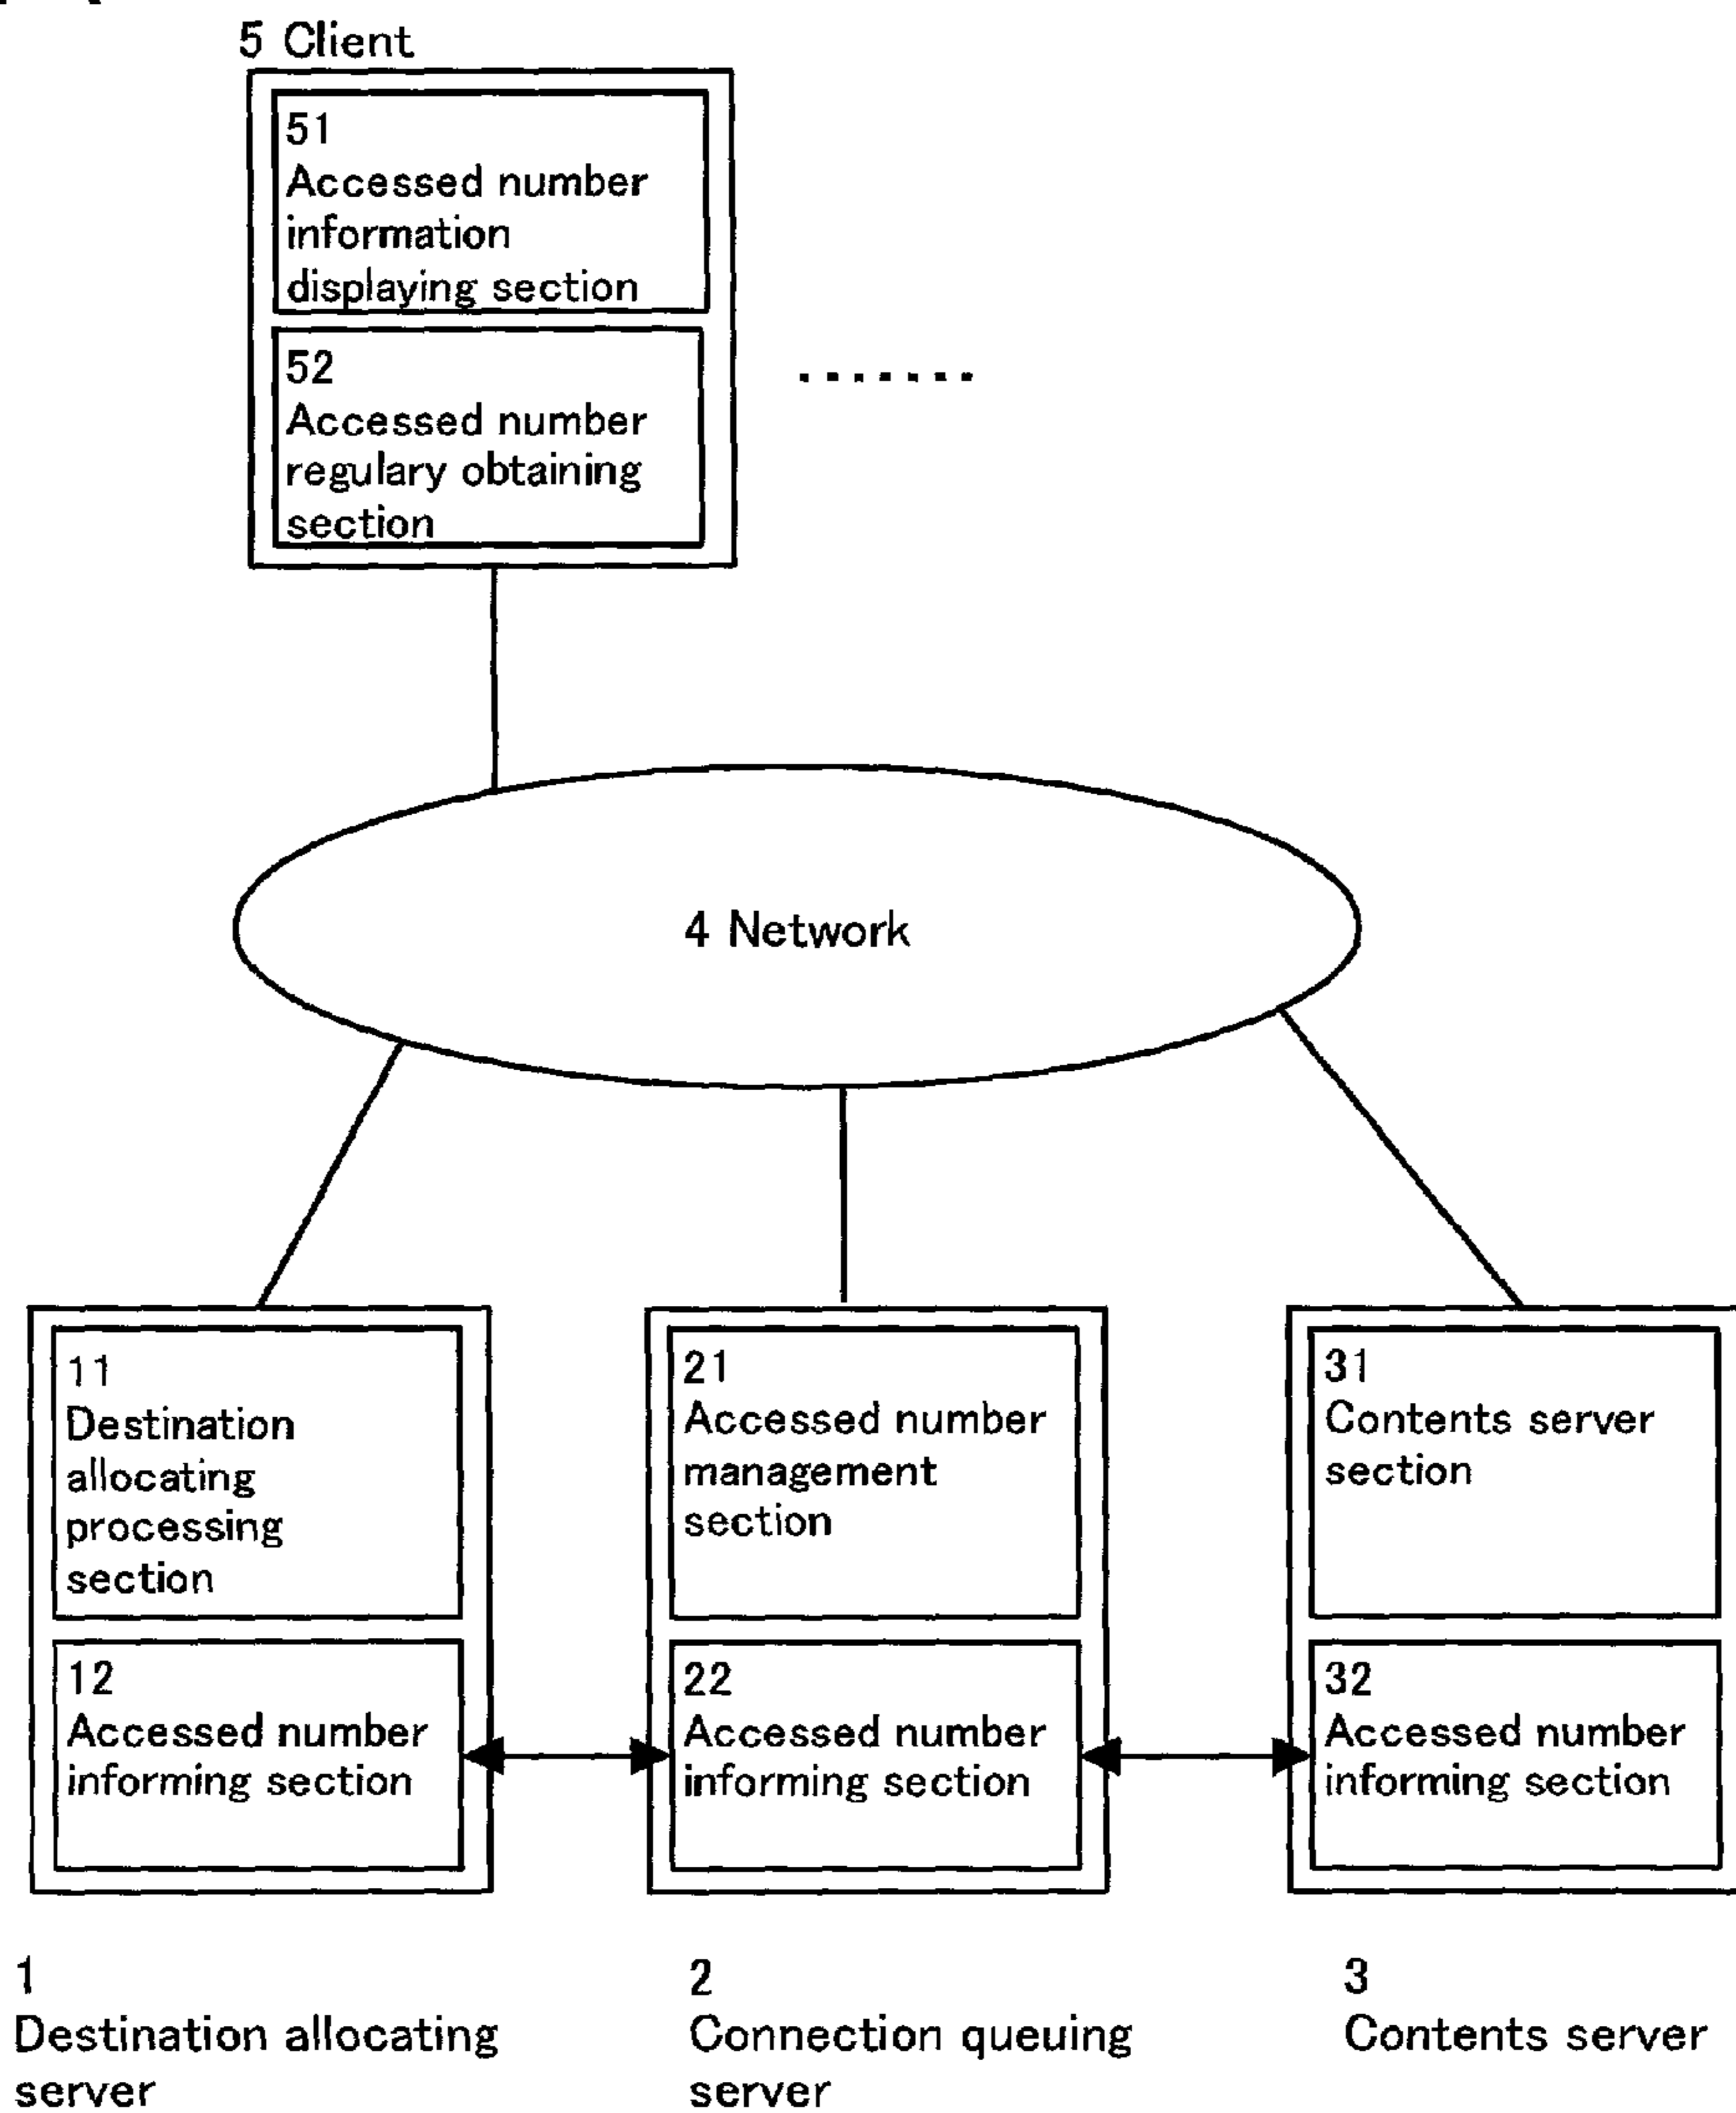 5 Client
51
Accessed number
information
displaying section
52
Accessed number
regulary obtaining
section
4 Network
11
Destination
allocating
processing
section
12
Accessed number
informing section
21
Accessed number
management
section
22
Accessed number
informing section
31
Contents server
section
32
Accessed number
informing section
1
Destination allocating
server
2
Connection queuing
server
3
Contents server